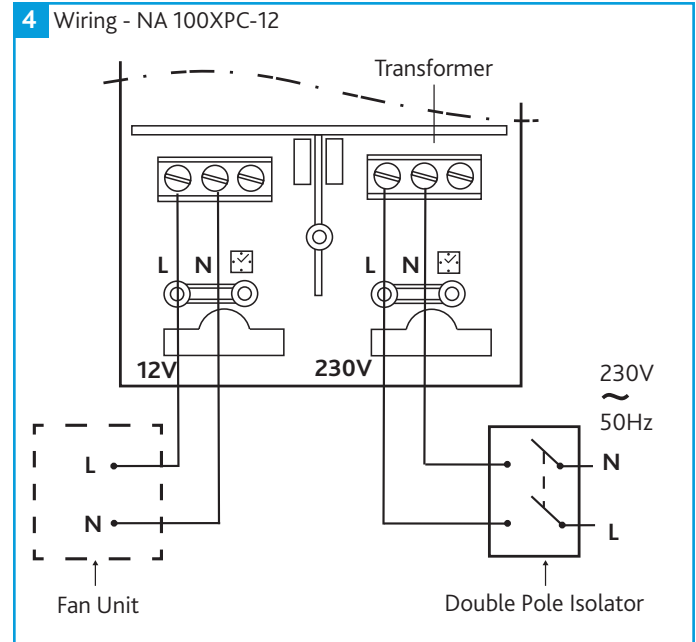 4 Wiring - NA 100XPC-12
Transformer
L N
L N
12V
230V
230V
~
50Hz
L
N
N
L
Fan Unit
Double Pole Isolator